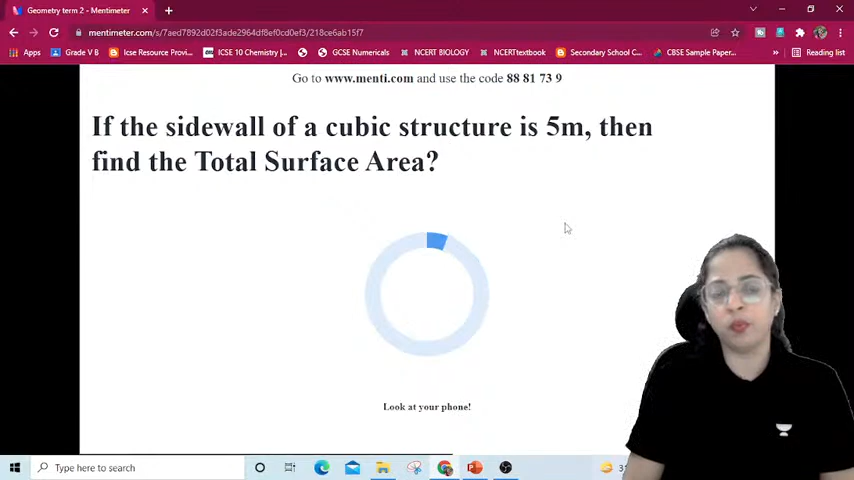 Geometry term 2 - Mentimeter
mentimeter.com/s/7aed7892d02f3ade2964df8ef0cd0ef3/218ce6ab15f7
Apps
Grade V B
Icse Resource Provi...
ICSE 10 Chemistry |...
GCSE Numericals
NCERT BIOLOGY
NCERTtextbook
Secondary School C...
CBSE Sample Paper...
»
Reading list
Go to www.menti.com and use the code 88 81 73 9
If the sidewall of a cubic structure is 5m, then
find the Total Surface Area?
Look at your phone!
Type here to search